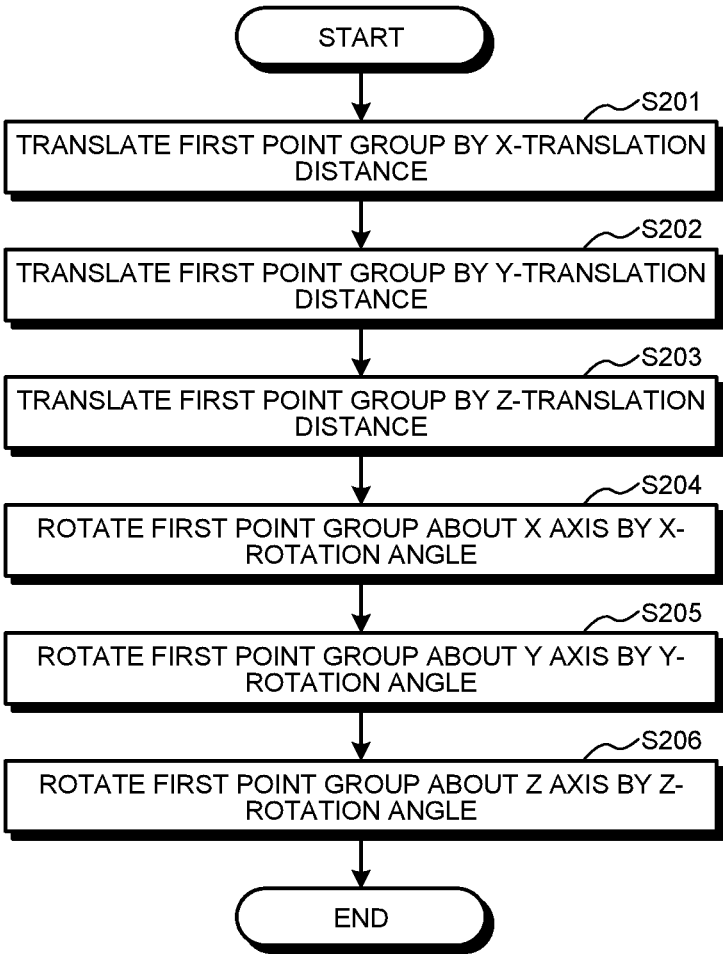 START
S201
TRANSLATE FIRST POINT GROUP BY X-TRANSLATION
DISTANCE
S202
TRANSLATE FIRST POINT GROUP BY Y-TRANSLATION
DISTANCE
S203
TRANSLATE FIRST POINT GROUP BY Z-TRANSLATION
DISTANCE
S204
ROTATE FIRST POINT GROUP ABOUT X AXIS BY X-
ROTATION ANGLE
S205
ROTATE FIRST POINT GROUP ABOUT Y AXIS BY Y-
ROTATION ANGLE
S206
ROTATE FIRST POINT GROUP ABOUT Z AXIS BY Z-
ROTATION ANGLE
END